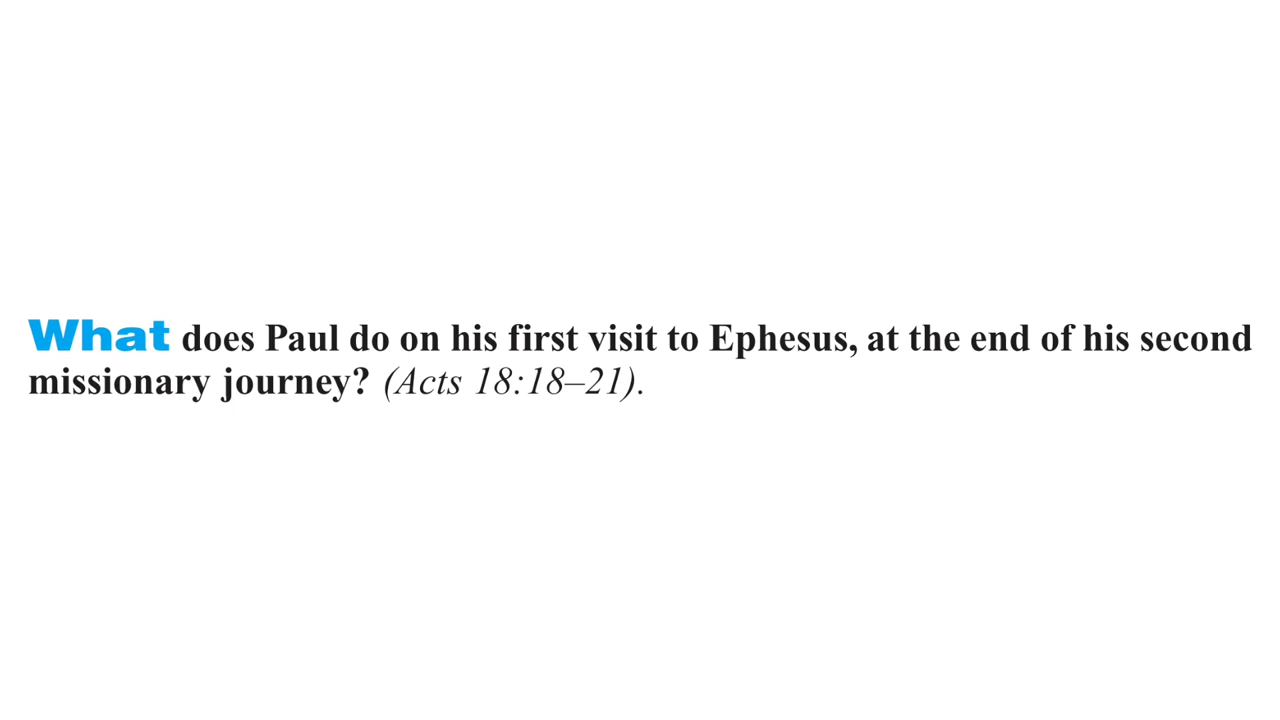 What does Paul do on his first visit to Ephesus, at the end of his second
missionary journey? (Acts 18:18–21).